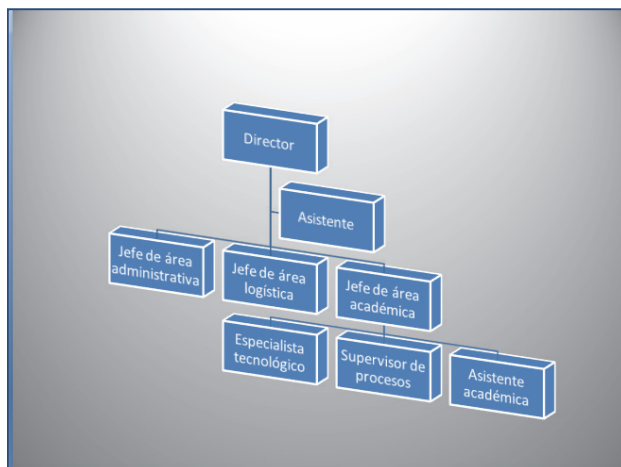 Director
Asistente
Jefe de área
administrativa
Jefe de área
logística
Jefe de área
académica
Especialista
tecnológico
Supervisor de
procesos
Asistente
académica